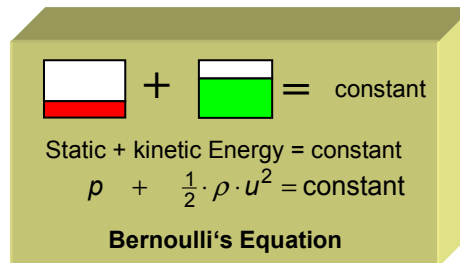 + = constant
Static + kinetic Energy = constant
p + ½ · ρ · u² = constant
Bernoulli‘s Equation